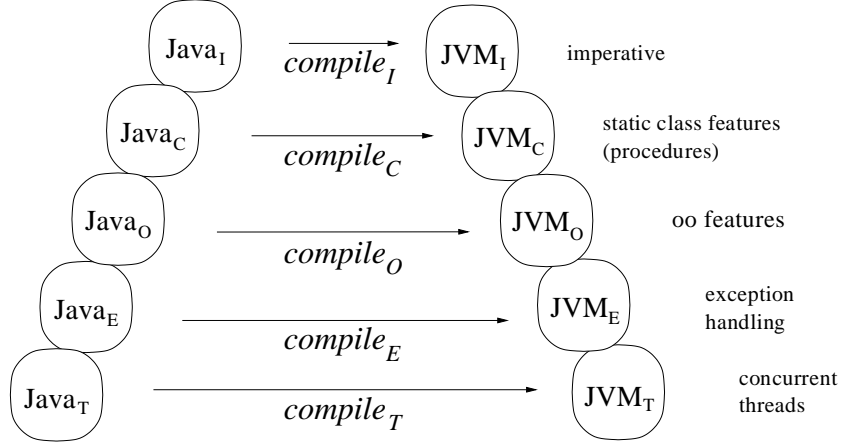 Java_I compile_I JVM_I imperative
Java_C compile_C JVM_C static class features
(procedures)
Java_O compile_O JVM_O oo features
Java_E compile_E JVM_E exception
handling
Java_T compile_T JVM_T concurrent
threads